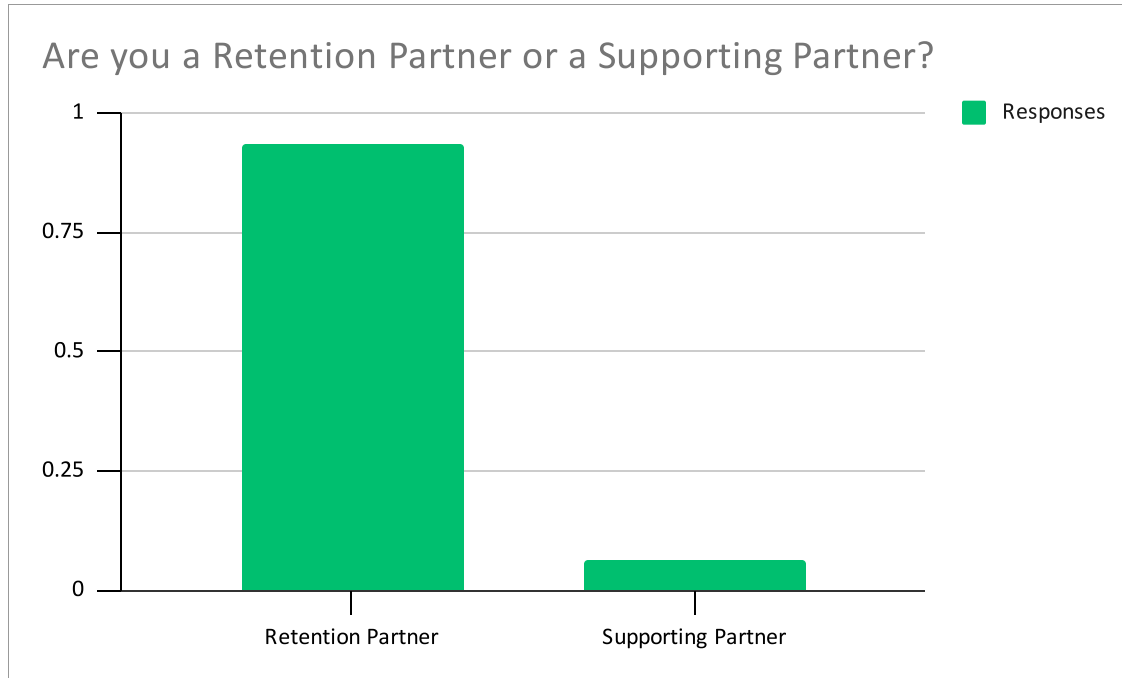 Are you a Retention Partner or a Supporting Partner?
Responses
1
0.75
0.5
0.25
0
Retention Partner
Supporting Partner